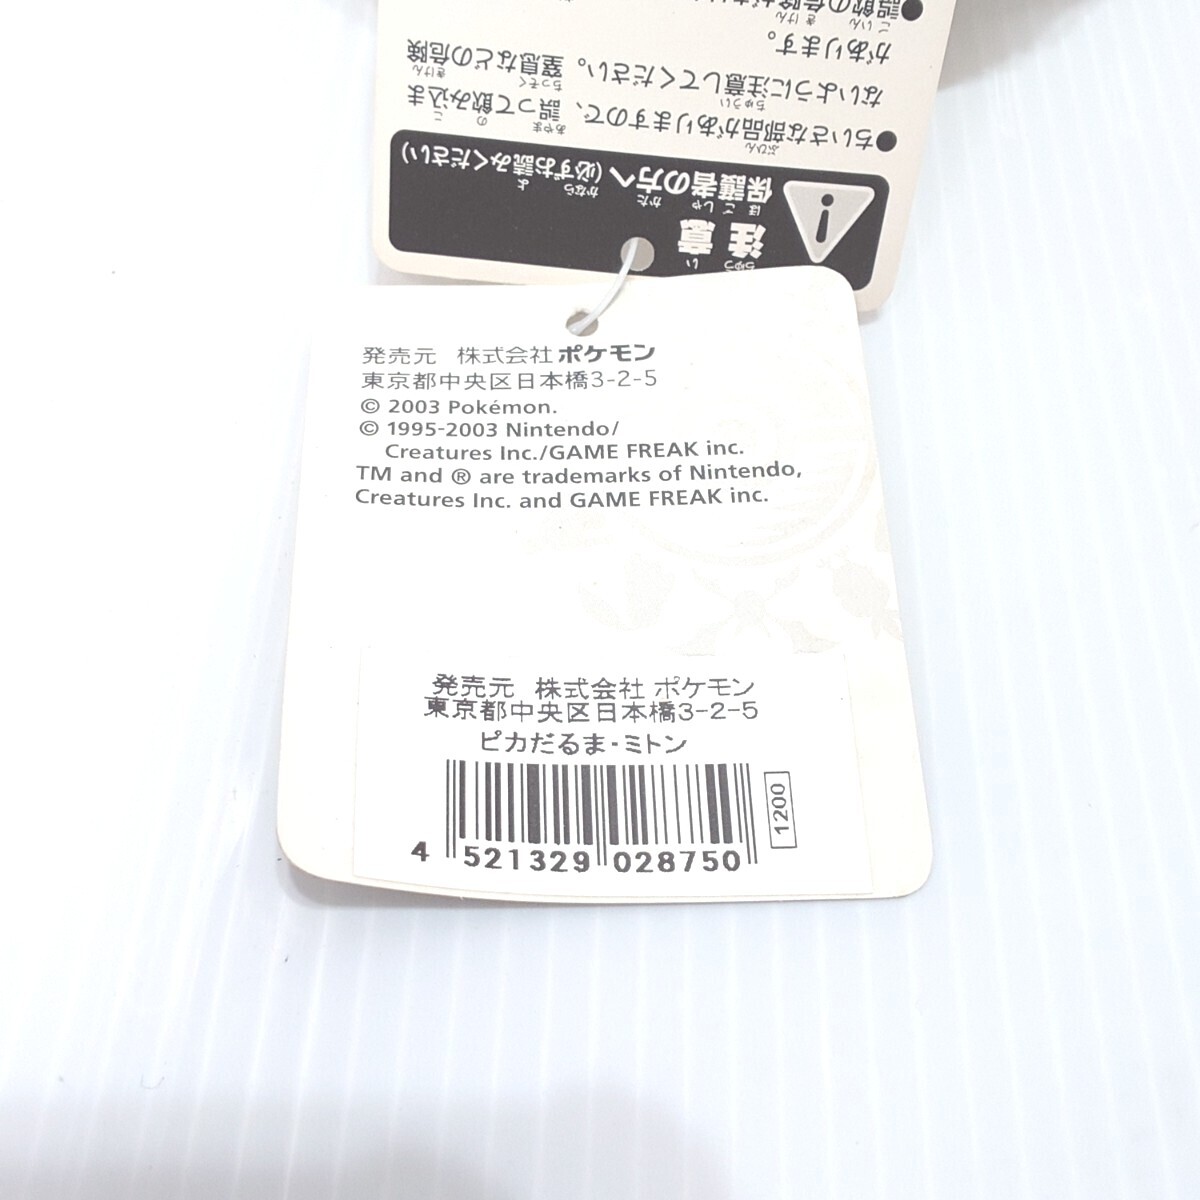 発売元 株式会社ポケモン
東京都中央区日本橋3-2-5
© 2003 Pokémon.
© 1995-2003 Nintendo/
Creatures Inc./GAME FREAK inc.
TM and ® are trademarks of Nintendo,
Creatures Inc. and GAME FREAK inc.
発売元 株式会社 ポケモン
東京都中央区日本橋3-2-5
ピカだるま・ミトン
1200
4 521329 028750
注意
保護者の方へ (必ずお読みください)
●ちいさな部品がありますので、誤って飲み込ま
ないように注意してください。窒息などの危険
があります。